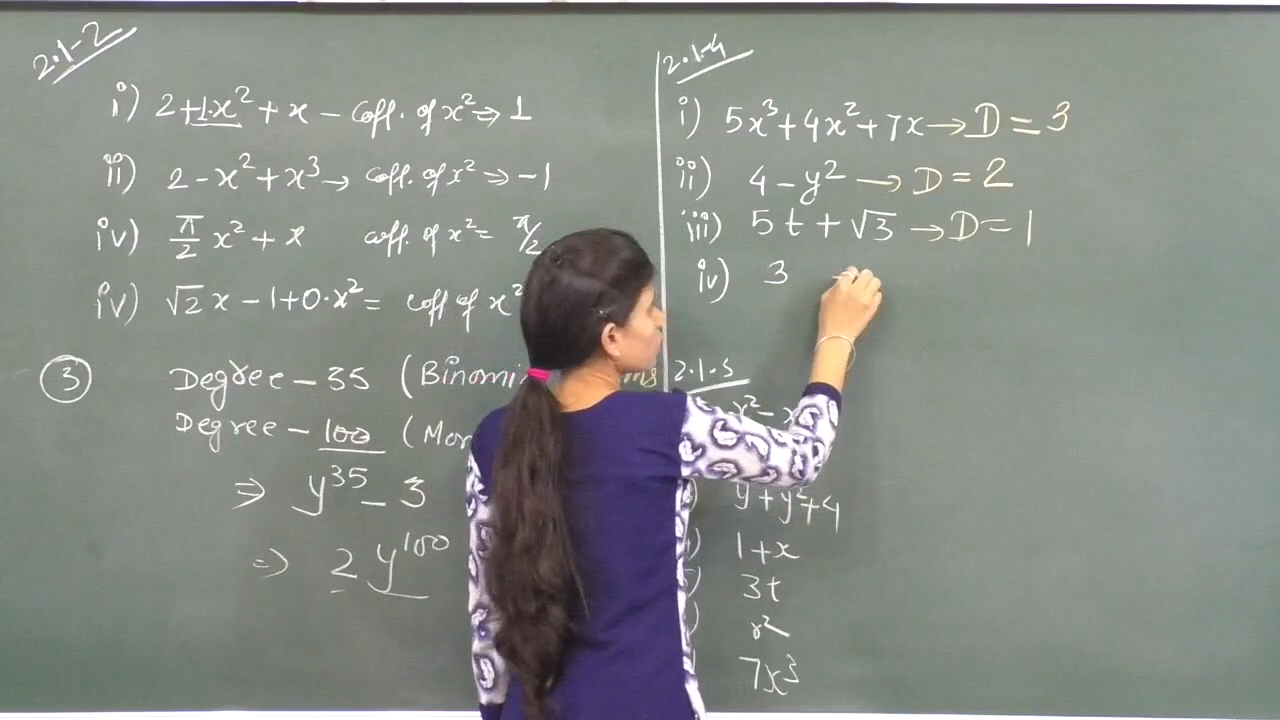 2.1-2
i) 2+1·x² + x – Coff. of x² ⇒ 1
ii) 2 - x² + x³ → coff. of x² ⇒ -1
iv) π/2 x² + x coff. of x² = π/2
iv) √2 x - 1 + 0·x² = coff of x²
3
Degree - 35 (Binomi
Degree - 100 (Mon
⇒ y³⁵ - 3
⇒ 2 y¹⁰⁰
2.1-4
i) 5x³ + 4x² + 7x → D = 3
ii) 4 - y² → D = 2
iii) 5t + √3 → D = 1
iv) 3
2.1.5
y + y² + 4
1 + x
3t
r²
7x³